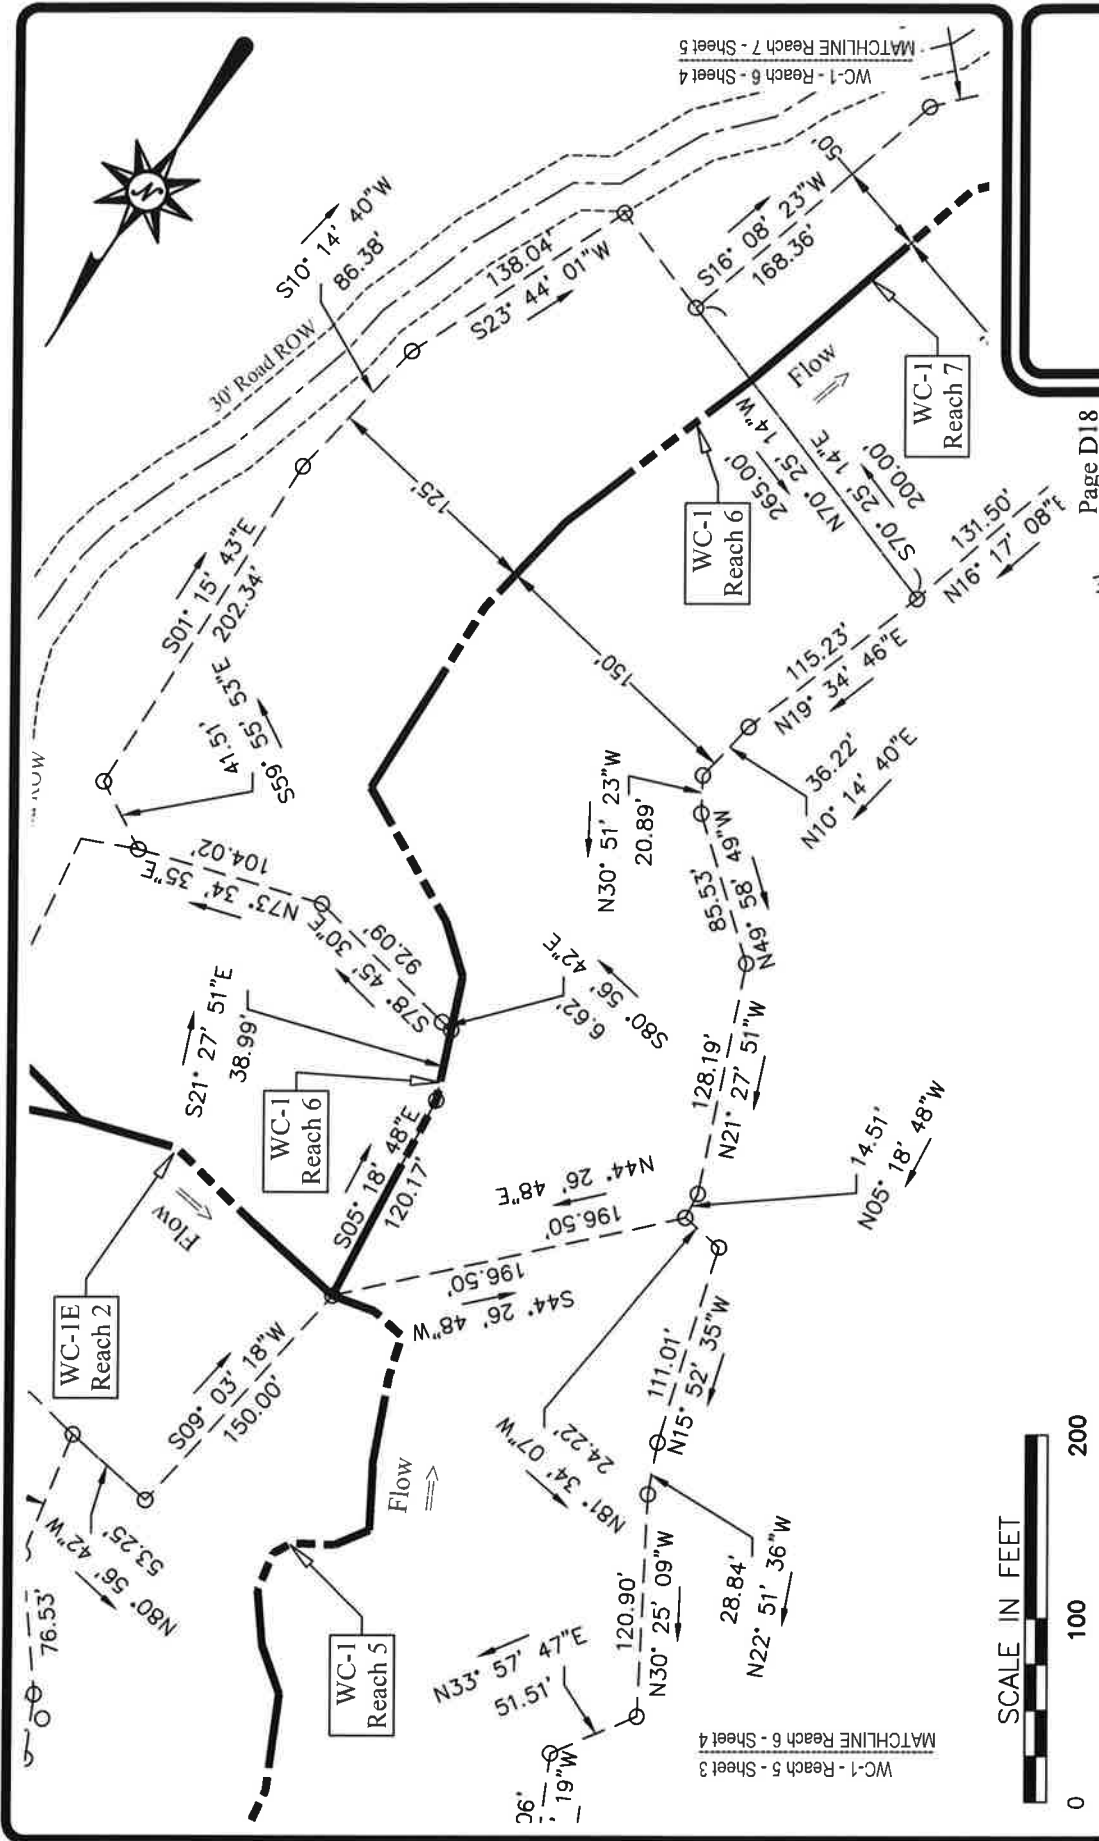 WC-1 - Reach 6 - Sheet 4
MATCHLINE Reach 7 - Sheet 5
N
30' Road ROW
S10° 14' 40"W
86.38'
138.04'
S23° 44' 01"W
S16° 08' 23"W
168.36'
50'
Flow
WC-1
Reach 7
125'
150'
WC-1
Reach 6
265.00'
N70° 25' 14"W
N70° 25' 14"E
S70° 25' 14"E
200.00'
131.50'
N16° 17' 08"E
Page D18
115.23'
N19° 34' 46"E
36.22'
N10° 14' 40"E
ROW
S01° 15' 43"E
202.34'
S59° 55' 53"E
41.51'
104.02'
N73° 34' 35"E
S78° 45' 30"E
92.09'
S80° 56' 42"E
6.62'
N30° 51' 23"W
20.89'
85.53'
N49° 58' 49"W
S21° 27' 51"E
38.99'
WC-1
Reach 6
S05° 18' 48"E
120.17'
128.19'
N21° 27' 51"W
14.51'
N05° 18' 48"W
N44° 26' 48"E
196.50'
196.50'
S44° 26' 48"W
Flow
WC-1E
Reach 2
S09° 03' 18"W
150.00'
N80° 56' 42"W
53.25'
76.53'
Flow
WC-1
Reach 5
N81° 34' 07"W
24.22'
111.01'
N15° 52' 35"W
28.84'
N22° 51' 36"W
120.90'
N30° 25' 09"W
N33° 57' 47"E
51.51'
06°
' 19"W
WC-1 - Reach 5 - Sheet 3
MATCHLINE Reach 6 - Sheet 4
SCALE IN FEET
0 100 200